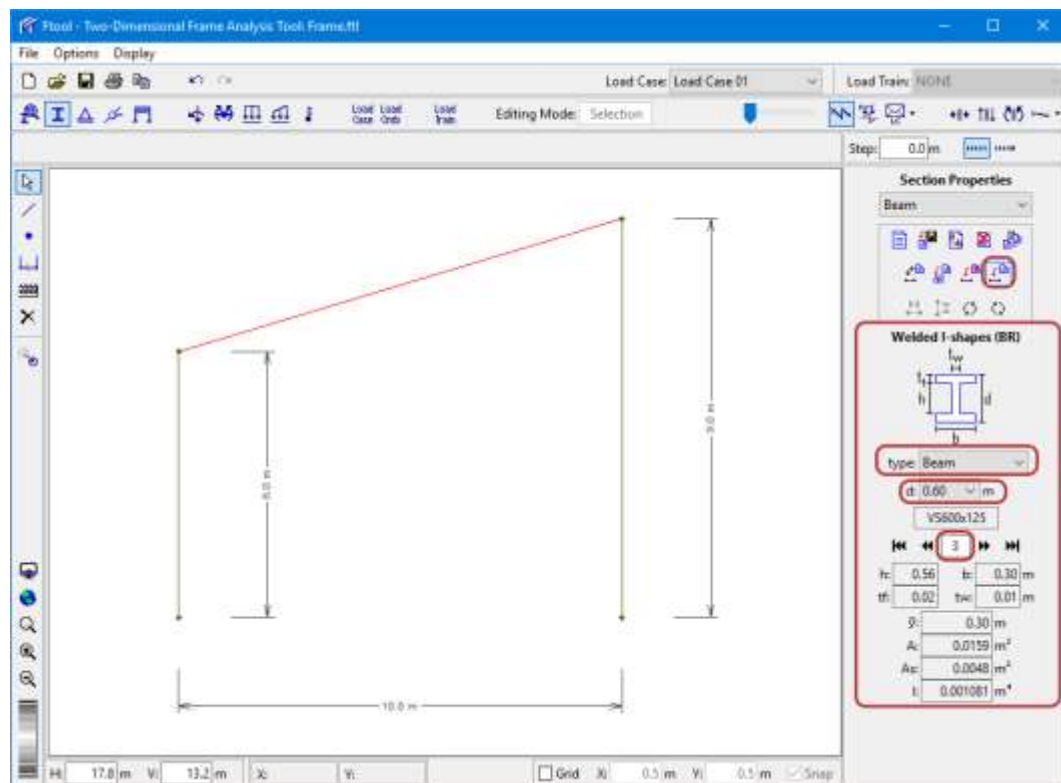 Ftool - Two-Dimensional Frame Analysis Tool: Frame.ftl
File Options Display
Load Case: Load Case 01 Load Train: NONE
Load Case Load Cmb Load Train Editing Mode: Selection
Step: 0.0 m
Section Properties
Beam
Welded I-shapes (BR)
tw
tf
h d
b
type: Beam
d: 0.60 m
VS600x125
3
h: 0.56 b: 0.30 m
tf: 0.02 tw: 0.01 m
ȳ: 0.30 m
A: 0.0159 m²
As: 0.0048 m²
I: 0.001081 m⁴
6.0 m
9.0 m
10.0 m
H: 17.8 m V: 13.2 m X: Y: Grid X: 0.5 m Y: 0.5 m Snap